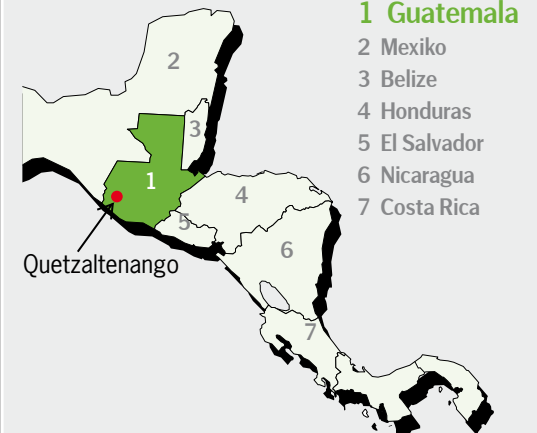 1 Guatemala
2 Mexiko
3 Belize
4 Honduras
5 El Salvador
6 Nicaragua
7 Costa Rica
2
3
1
4
5
6
7
Quetzaltenango